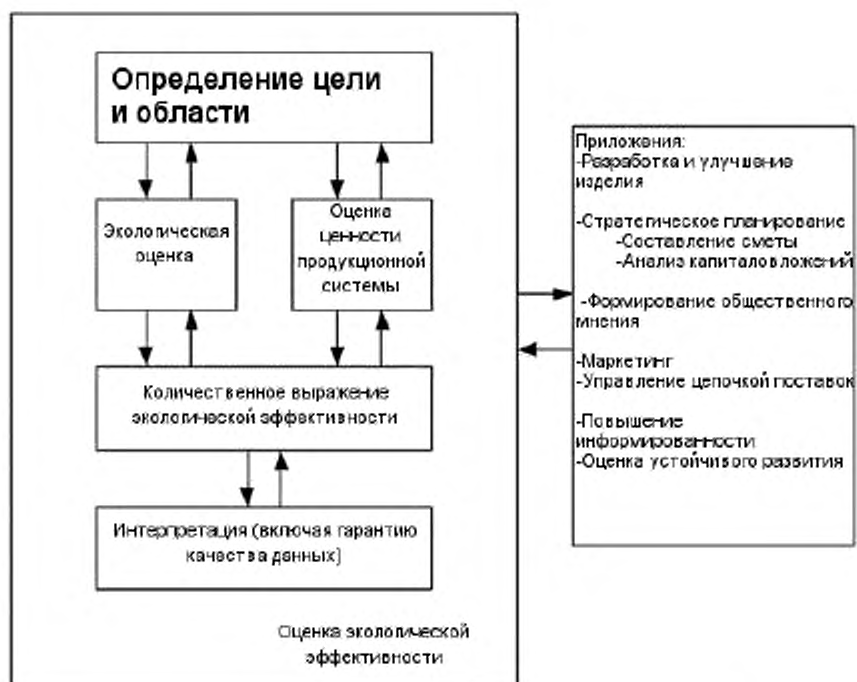 Определение цели
и области
Экологическая
оценка
Оценка
ценности
продукционной
системы
Количественное выражение
экологической эффективности
Интерпретация (включая гарантию
качества данных)
Оценка экологической
эффективности
Приложения:
-Разработка и улучшение
изделия
-Стратегическое планирование
-Составление сметы
-Анализ капиталовложений
-Формирование общественного
мнения
-Маркетинг
-Управление цепочкой поставок
-Повышение
информированности
-Оценка устойчивого развития